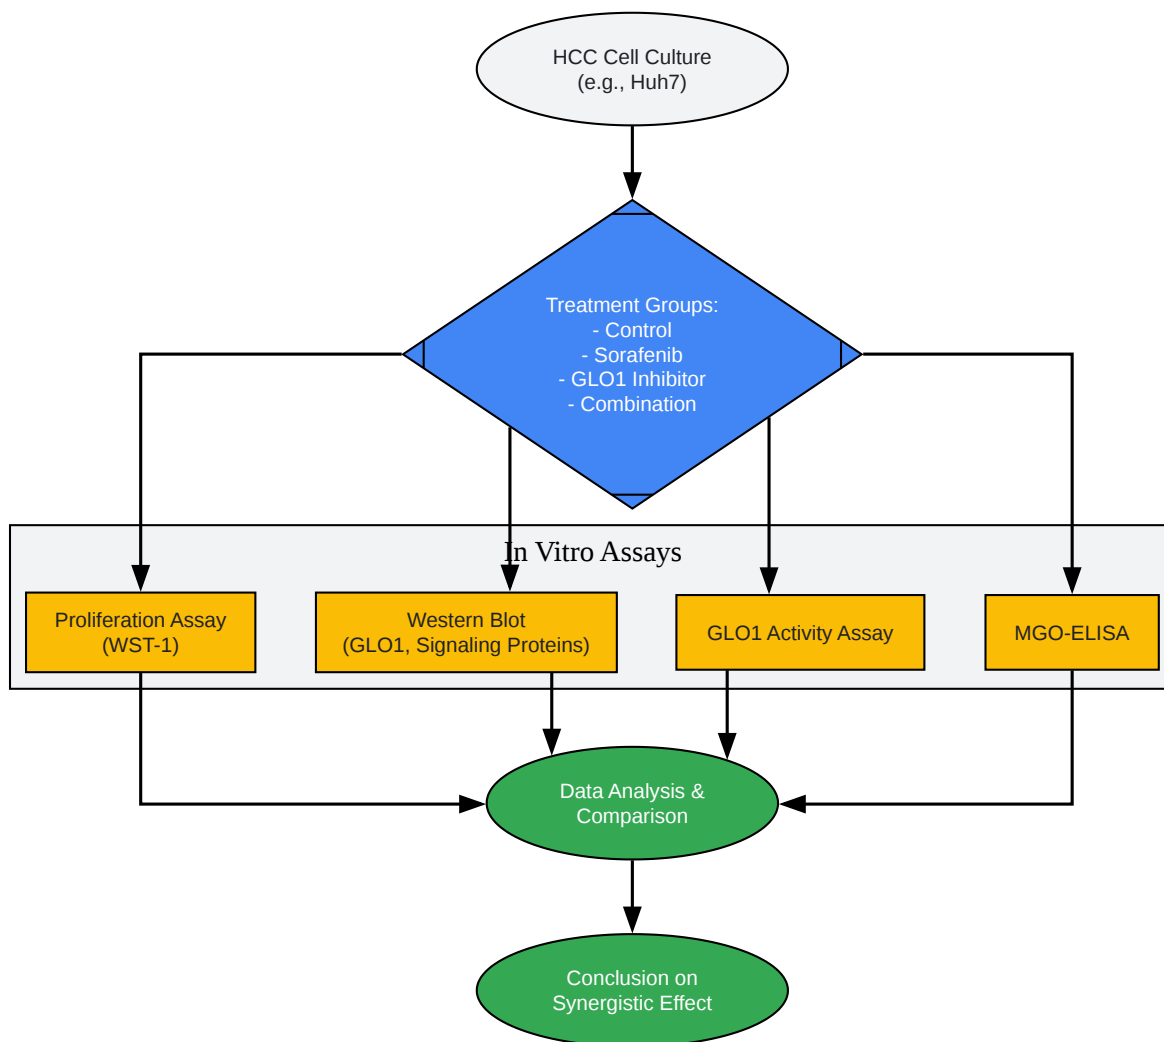 HCC Cell Culture
(e.g., Huh7)
Treatment Groups:
- Control
- Sorafenib
- GLO1 Inhibitor
- Combination
In Vitro Assays
Proliferation Assay
(WST-1)
Western Blot
(GLO1, Signaling Proteins)
GLO1 Activity Assay
MGO-ELISA
Data Analysis &
Comparison
Conclusion on
Synergistic Effect